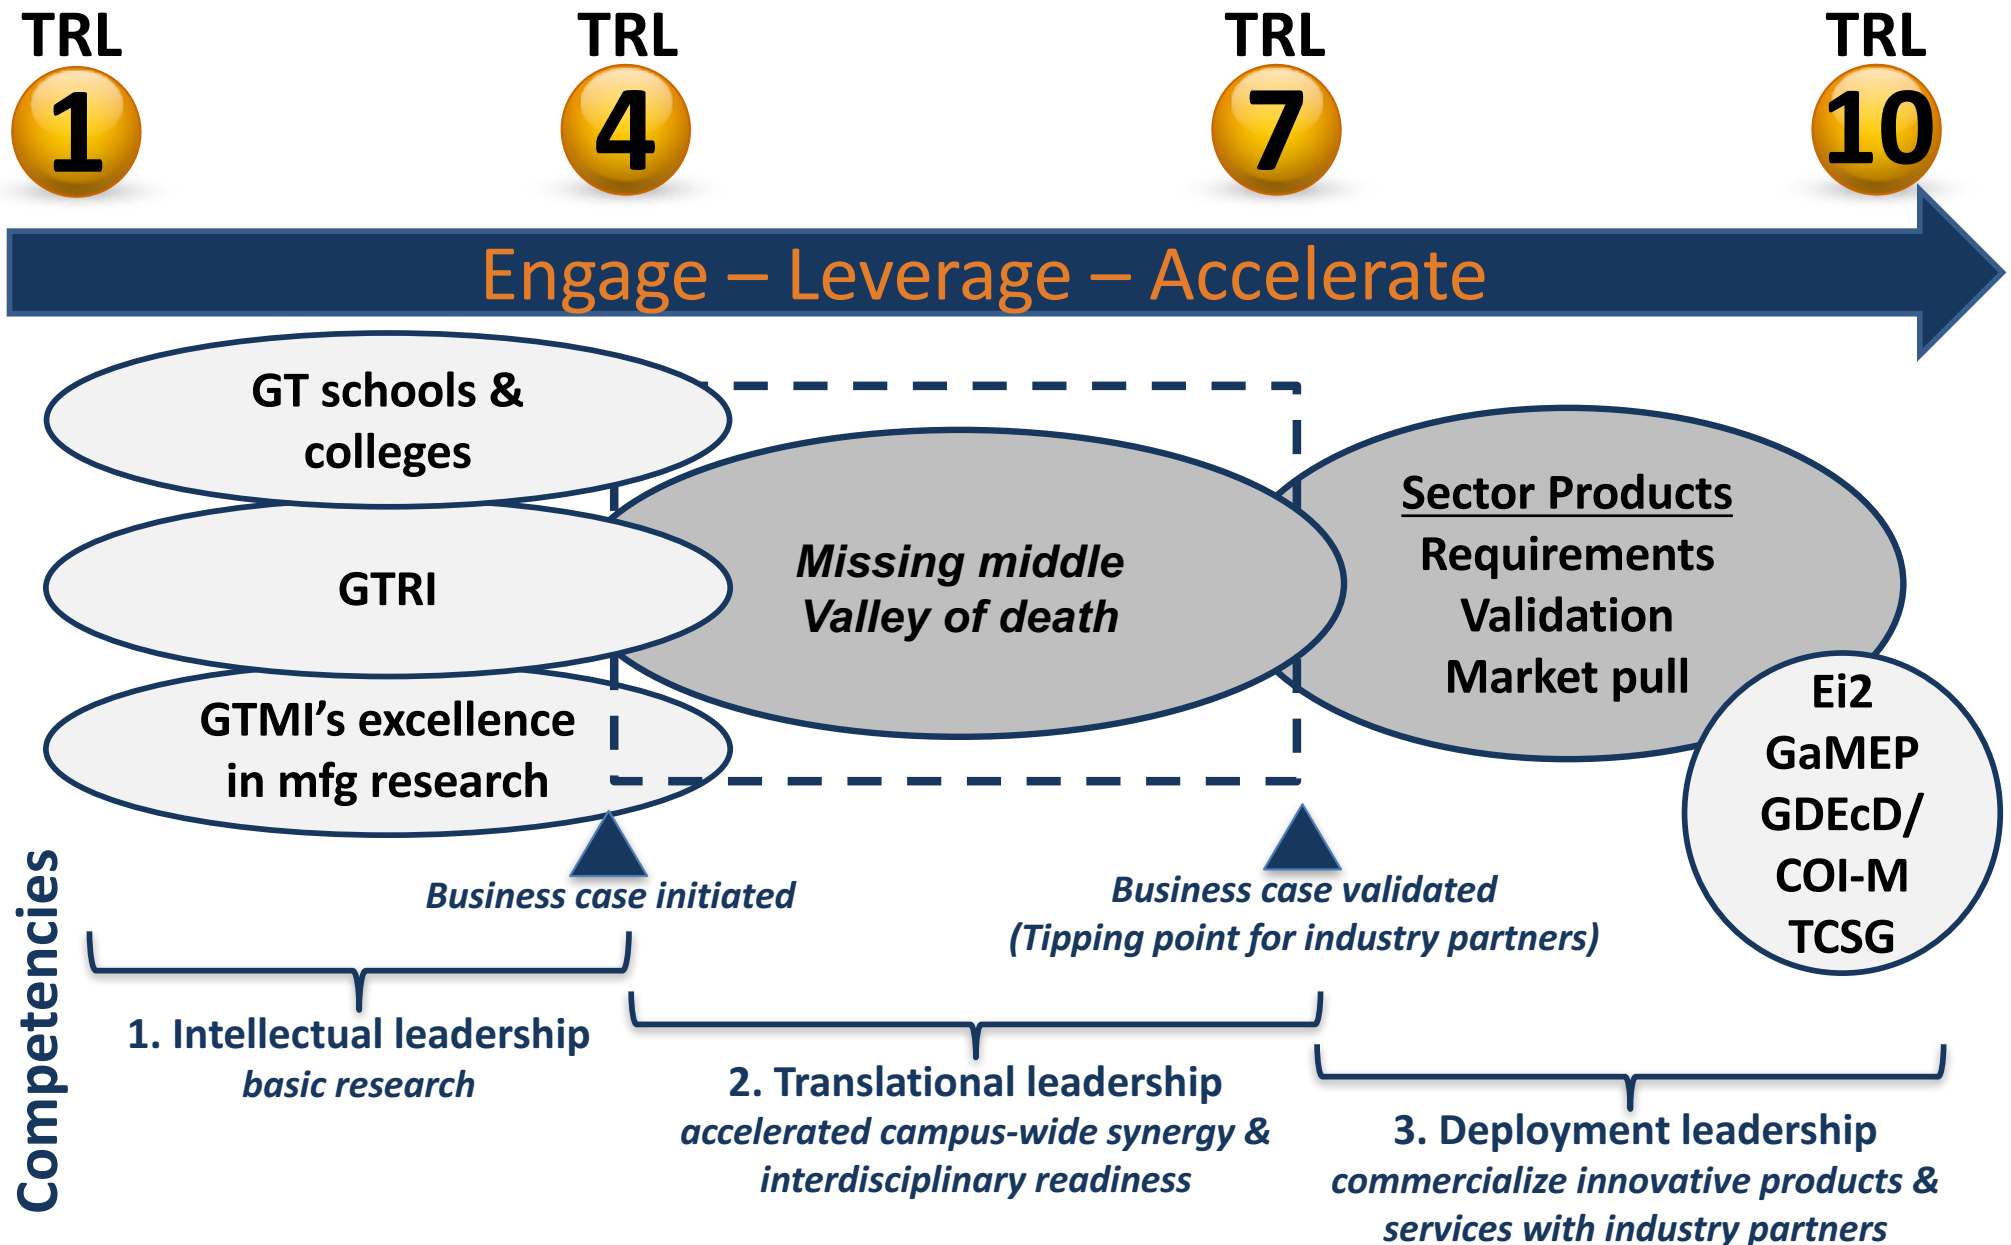 TRL
TRL
TRL
TRL
1
4
7
10
Engage – Leverage – Accelerate
GT schools &
colleges
GTRI
GTMI’s excellence
in mfg research
Missing middle
Valley of death
Sector Products
Requirements
Validation
Market pull
Ei2
GaMEP
GDEcD/
COI-M
TCSG
Business case initiated
Business case validated
(Tipping point for industry partners)
Competencies
1. Intellectual leadership
basic research
2. Translational leadership
accelerated campus-wide synergy &
interdisciplinary readiness
3. Deployment leadership
commercialize innovative products &
services with industry partners